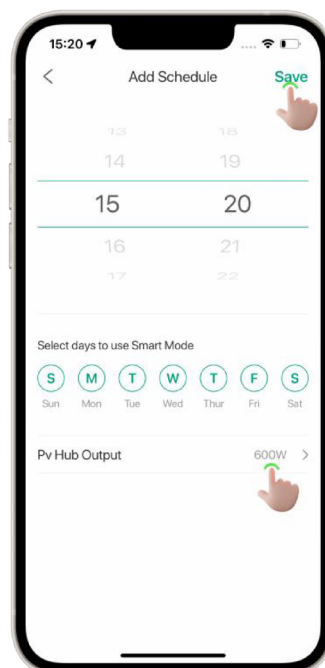 15:20
Add Schedule Save
13 18
14 19
15 20
16 21
17 22
Select days to use Smart Mode
S M T W T F S
Sun Mon Tue Wed Thur Fri Sat
Pv Hub Output 600W